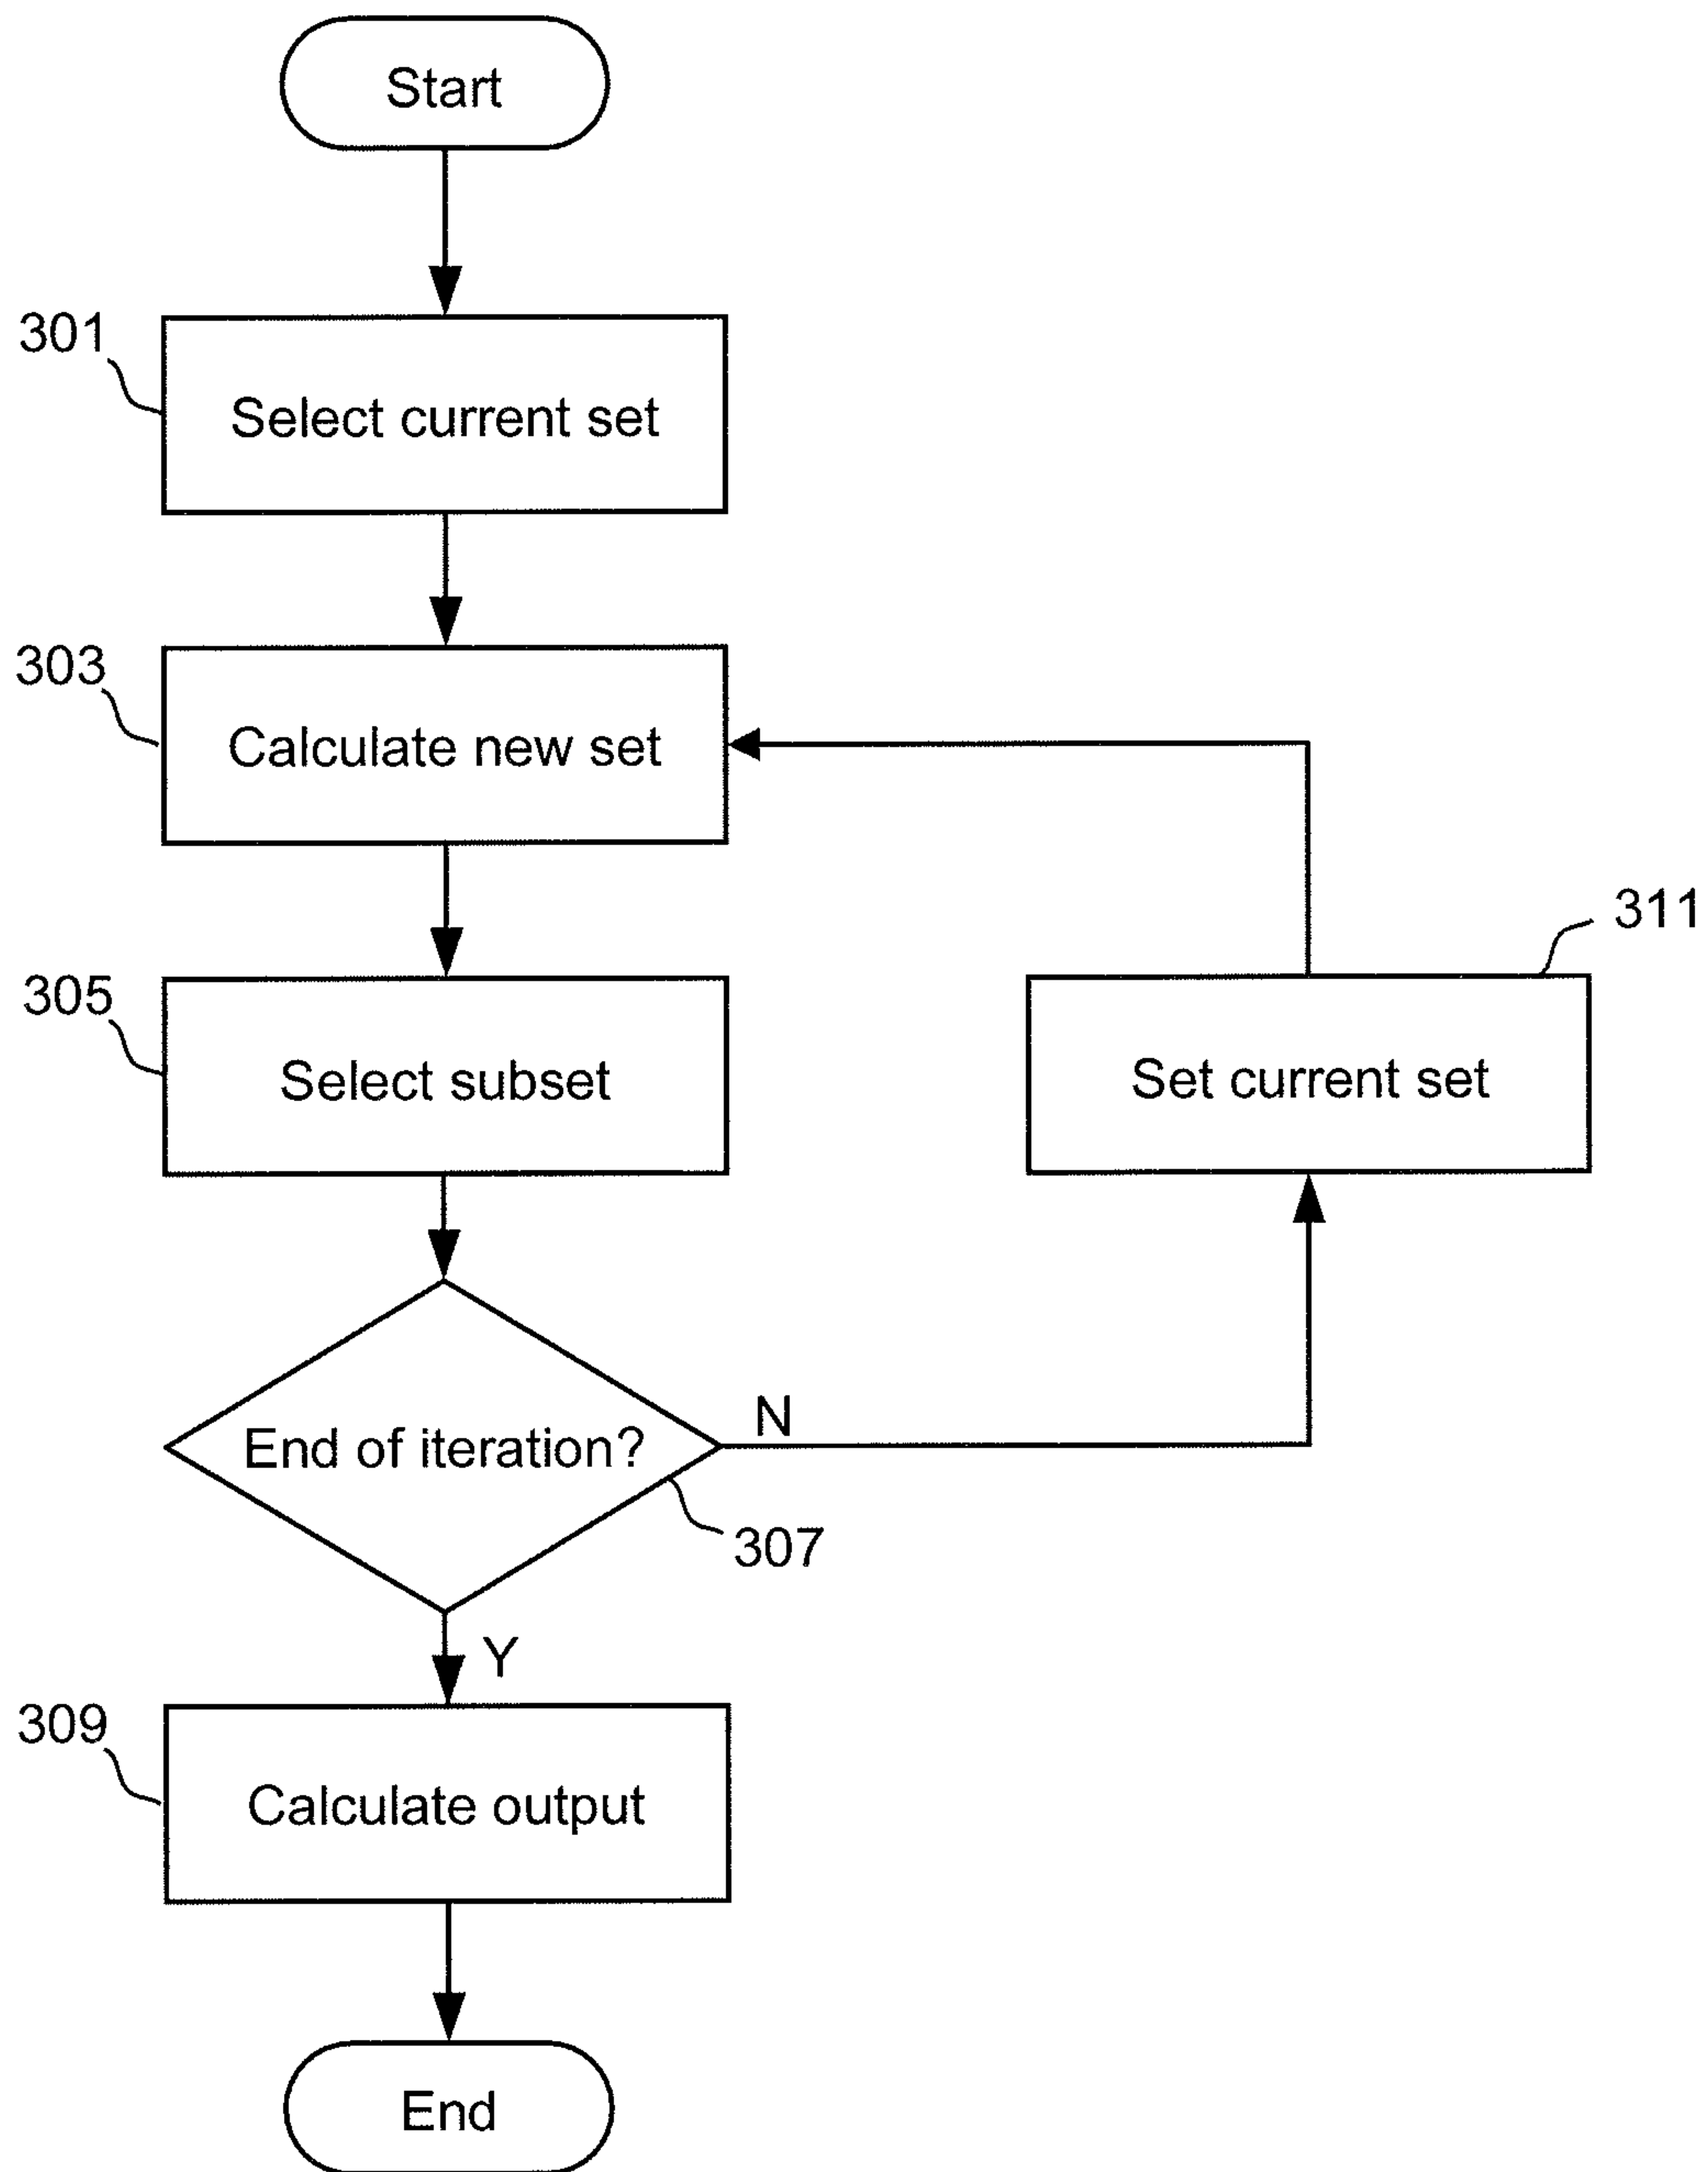 Start
301
Select current set
303
Calculate new set
305
Select subset
311
Set current set
End of iteration?
N
307
Y
309
Calculate output
End